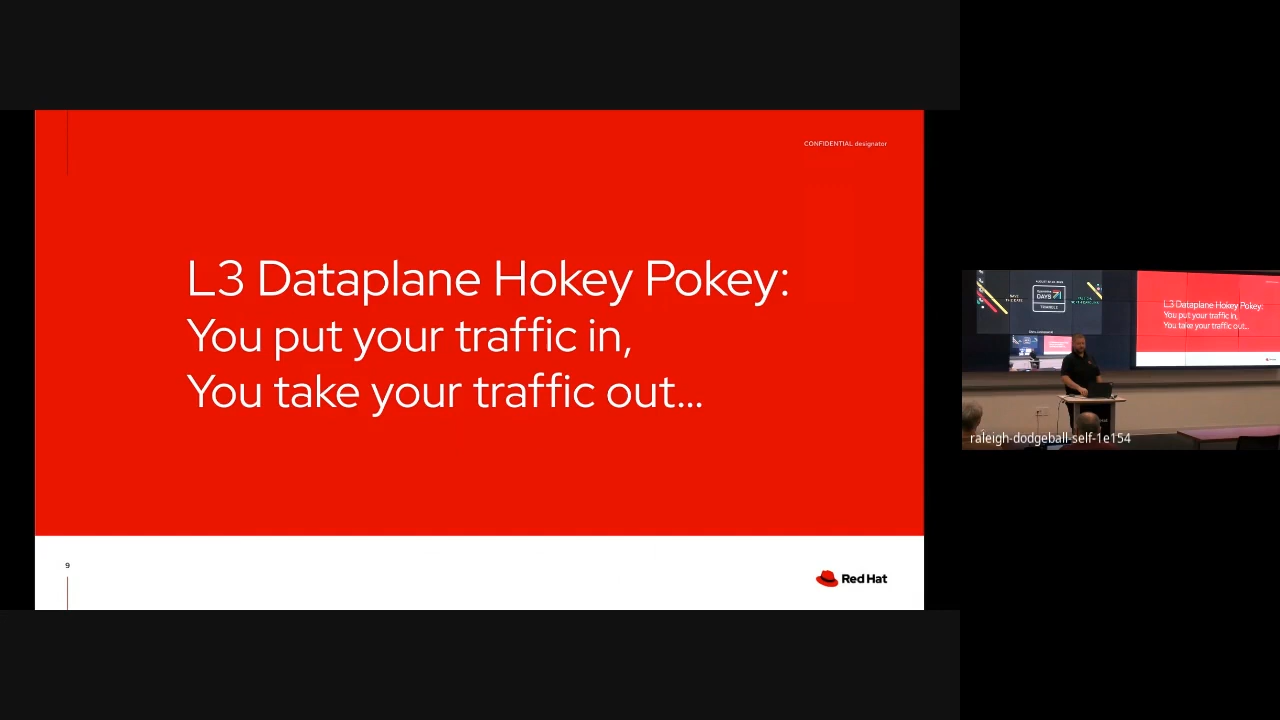 CONFIDENTIAL designator
L3 Dataplane Hokey Pokey:
You put your traffic in,
You take your traffic out...
9
Red Hat
DAYS
L3 Dataplane Hokey Pokey:
You put your traffic in,
You take your traffic out...
raleigh-dodgeball-self-1e154